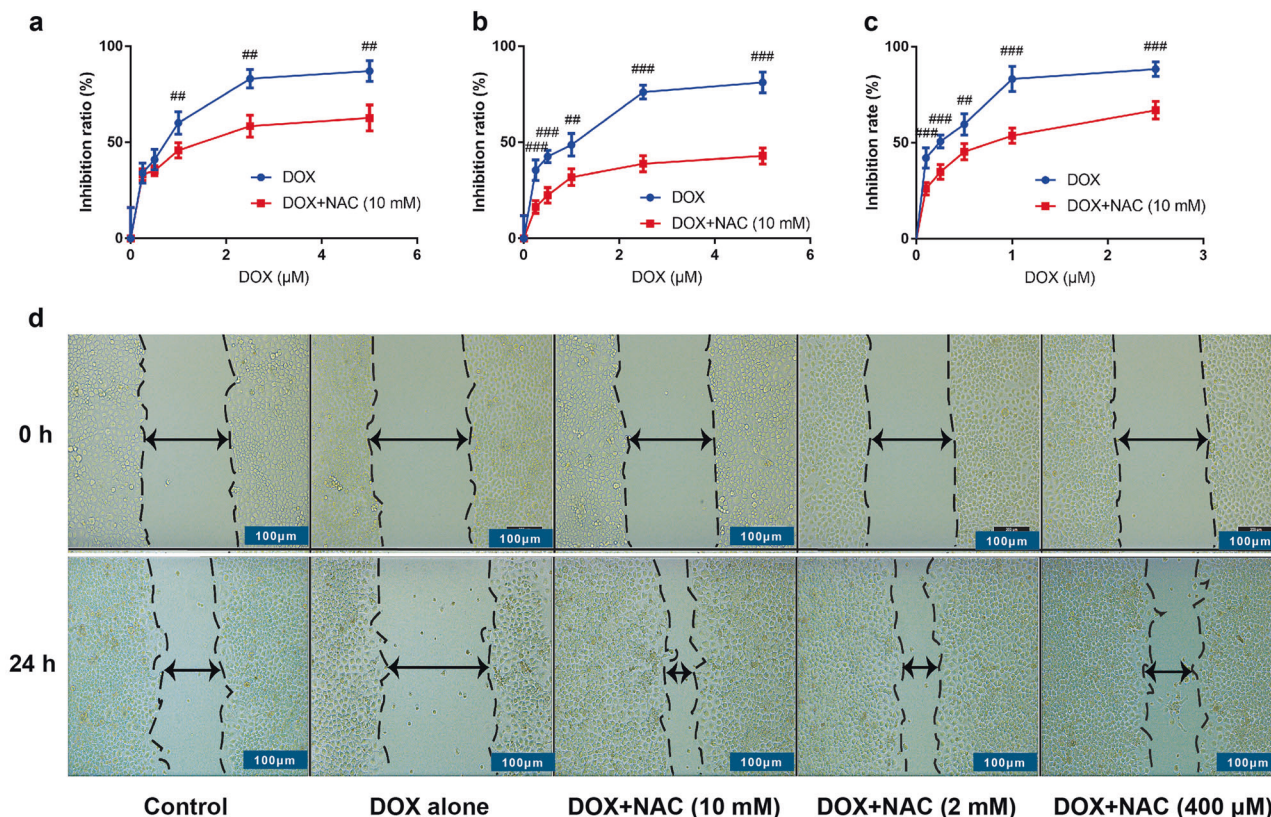 a
b
c
Inhibition ratio (%)
100
50
0
##
##
##
DOX
DOX+NAC (10 mM)
0 2 4 6
DOX (µM)
Inhibition ratio (%)
100
50
0
###
###
##
###
###
DOX
DOX+NAC (10 mM)
0 2 4 6
DOX (µM)
Inhibition rate (%)
100
50
0
###
###
##
###
###
DOX
DOX+NAC (10 mM)
0 1 2 3
DOX (µM)
d
0 h
100µm 100µm 100µm 100µm 100µm
24 h
100µm 100µm 100µm 100µm 100µm
Control DOX alone DOX+NAC (10 mM) DOX+NAC (2 mM) DOX+NAC (400 µM)